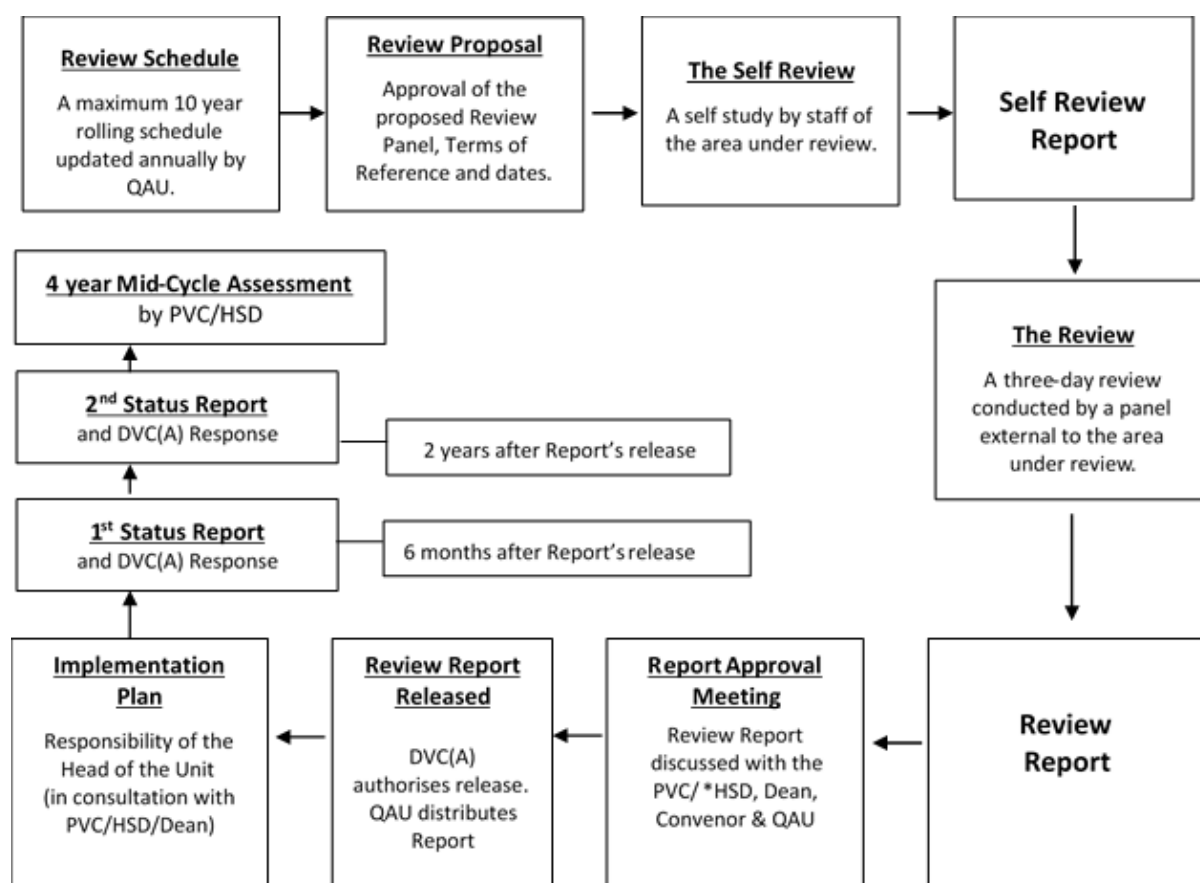 Review Schedule
A maximum 10 year
rolling schedule
updated annually by
QAU.
Review Proposal
Approval of the
proposed Review
Panel, Terms of
Reference and dates.
The Self Review
A self study by staff of
the area under review.
Self Review
Report
The Review
A three-day review
conducted by a panel
external to the area
under review.
Review
Report
Report Approval
Meeting
Review Report
discussed with the
PVC/ *HSD, Dean,
Convenor & QAU
Review Report
Released
DVC(A)
authorises release.
QAU distributes
Report
Implementation
Plan
Responsibility of the
Head of the Unit
(in consultation with
PVC/HSD/Dean)
1st Status Report
and DVC(A) Response
6 months after Report’s release
2nd Status Report
and DVC(A) Response
2 years after Report’s release
4 year Mid-Cycle Assessment
by PVC/HSD